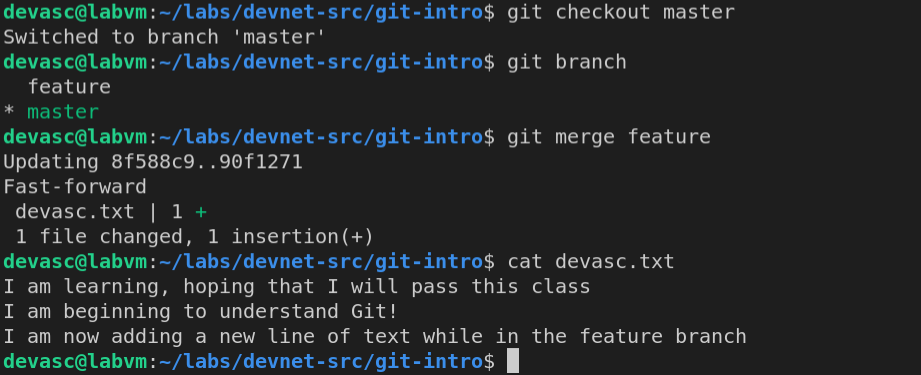 devasc@labvm:~/labs/devnet-src/git-intro$ git checkout master
Switched to branch 'master'
devasc@labvm:~/labs/devnet-src/git-intro$ git branch
  feature
* master
devasc@labvm:~/labs/devnet-src/git-intro$ git merge feature
Updating 8f588c9..90f1271
Fast-forward
 devasc.txt | 1 +
 1 file changed, 1 insertion(+)
devasc@labvm:~/labs/devnet-src/git-intro$ cat devasc.txt
I am learning, hoping that I will pass this class
I am beginning to understand Git!
I am now adding a new line of text while in the feature branch
devasc@labvm:~/labs/devnet-src/git-intro$